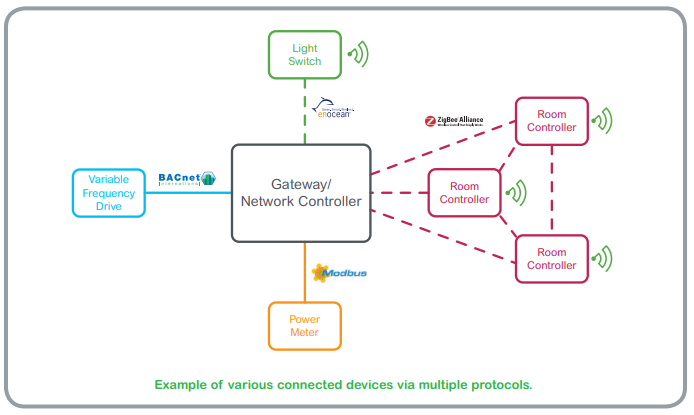 Light
Switch
enocean
ZigBee Alliance
Room
Controller
BACnet
International
Variable
Frequency
Drive
Gateway/
Network Controller
Room
Controller
Room
Controller
Modbus
Power
Meter
Example of various connected devices via multiple protocols.